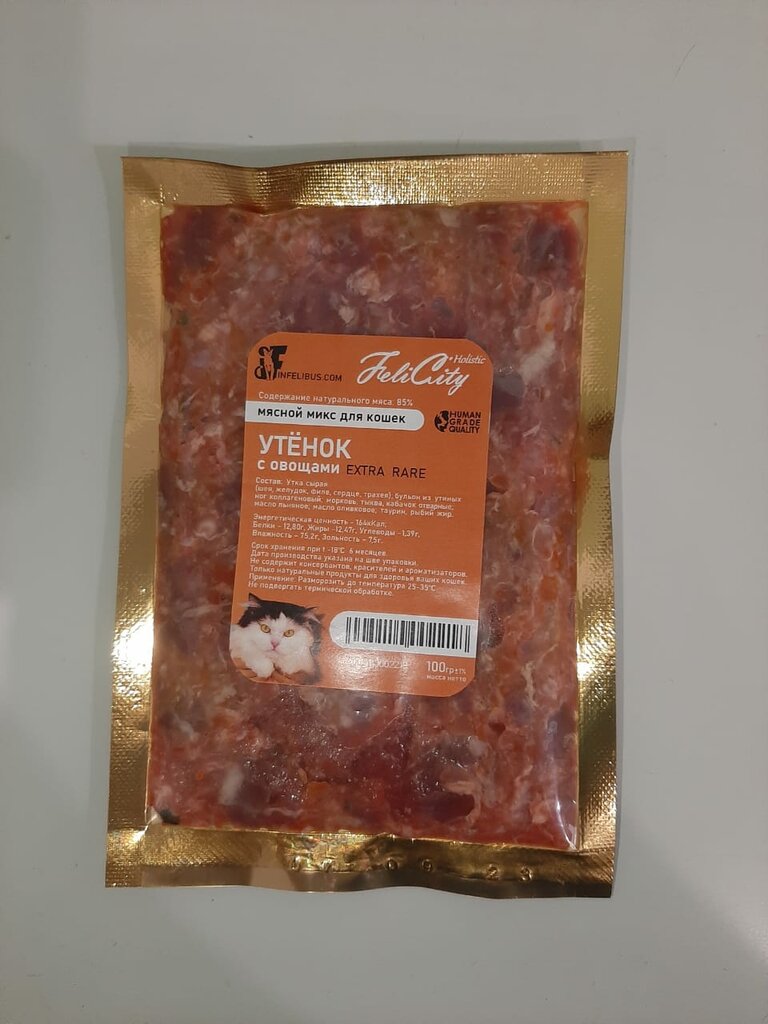 INFELIBUS.COM
FeliCity
Holistic
Содержание натурального мяса: 85%
МЯСНОЙ МИКС ДЛЯ КОШЕК
HUMAN
GRADE
QUALITY
УТЁНОК
С ОВОЩАМИ EXTRA RARE
Состав: Утка сырая
(шея, желудок, филе, сердце, трахея), бульон из утиных
ног коллагеновый, морковь, тыква, кабачок отварные,
масло льняное, масло оливковое, таурин, рыбий жир.
Энергетическая ценность - 164кКал,
Белки - 12,80г, Жиры -12,47г, Углеводы -1,39г,
Влажность - 75,2г, Зольность - 7,5г.
Срок хранения при t -18°C 6 месяцев.
Дата производства указана на шве упаковки.
Не содержит консервантов, красителей и ароматизаторов.
Только натуральные продукты для здоровья ваших кошек.
Применение: Разморозить до температура 25-35°C
Не подвергать термической обработке.
100гр±1%
масса нетто